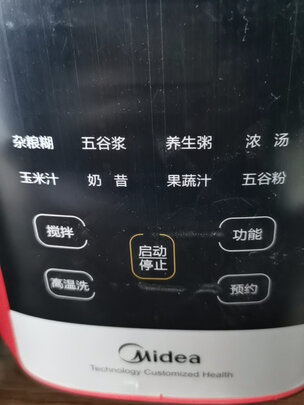 杂粮糊 五谷浆 养生粥 浓汤
玉米汁 奶昔 果蔬汁 五谷粉
搅拌 功能
启动
停止
高温洗 预约
Midea
Technology Customized Health